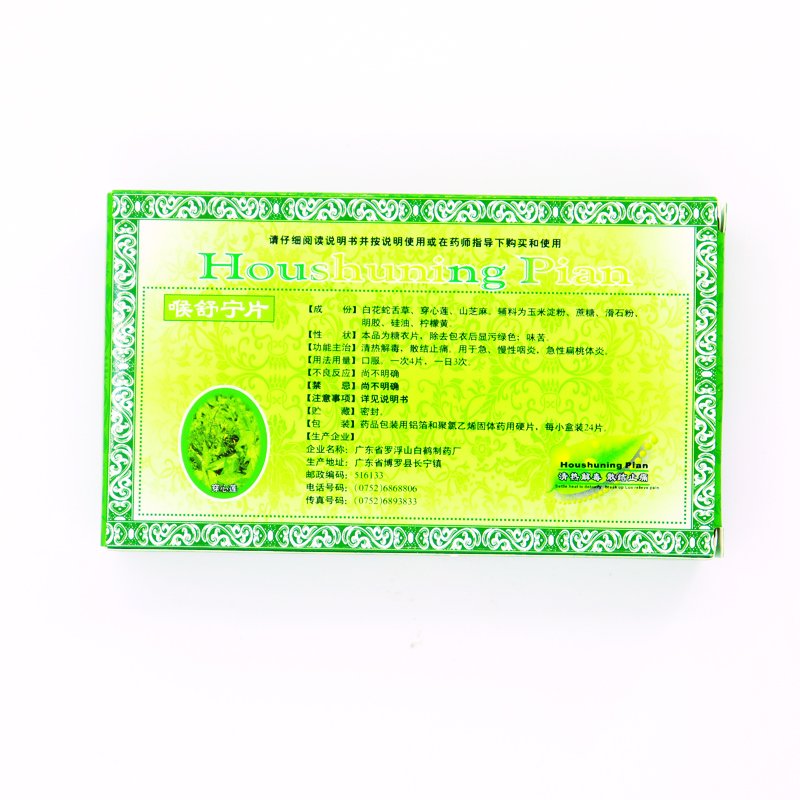 请仔细阅读说明书并按说明使用或在药师指导下购买和使用
Houshuning Pian
喉舒宁片
【成 份】白花蛇舌草、穿心莲、山芝麻。辅料为玉米淀粉、蔗糖、滑石粉、
明胶、硅油、柠檬黄。
【性 状】本品为糖衣片，除去包衣后显污绿色；味苦。
【功能主治】清热解毒，散结止痛。用于急、慢性咽炎，急性扁桃体炎。
【用法用量】口服。一次4片，一日3次。
【不良反应】尚不明确
【禁 忌】尚不明确
【注意事项】详见说明书
【贮 藏】密封。
【包 装】药品包装用铝箔和聚氯乙烯固体药用硬片，每小盒装24片。
【生产企业】
企业名称：广东省罗浮山白鹤制药厂
生产地址：广东省博罗县长宁镇
邮政编码：516133
电话号码：(0752)6868806
传真号码：(0752)6893833
穿心莲
Houshuning Pian
清热解毒 散结止痛